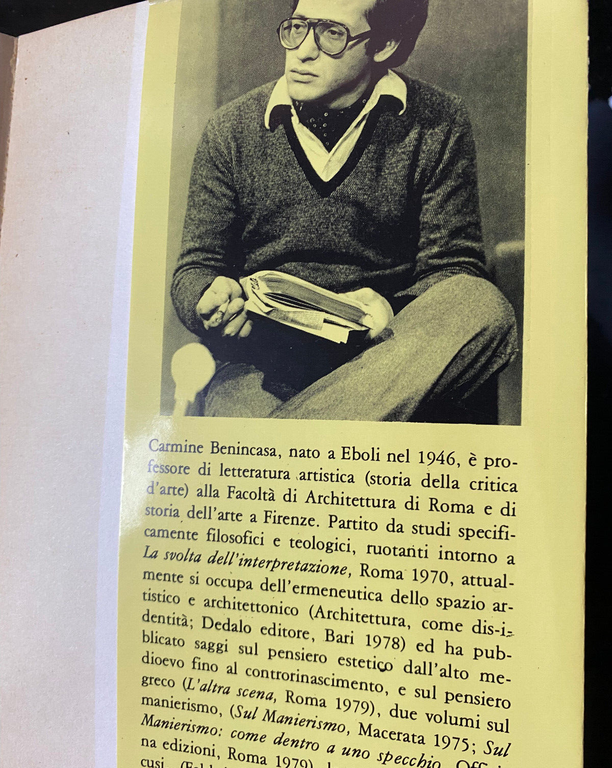 Carmine Benincasa, nato a Eboli nel 1946, è pro-
fessore di letteratura artistica (storia della critica
d'arte) alla Facoltà di Architettura di Roma e di
storia dell'arte a Firenze. Partito da studi specifi-
camente filosofici e teologici, ruotanti intorno a
La svolta dell'interpretazione, Roma 1970, attual-
mente si occupa dell'ermeneutica dello spazio ar-
tistico e architettonico (Architettura, come dis-i-
dentità; Dedalo editore, Bari 1978) ed ha pub-
blicato saggi sul pensiero estetico dall'alto me-
dioevo fino al controrinascimento, e sul pensiero
greco (L'altra scena, Roma 1979), due volumi sul
manierismo, (Sul Manierismo, Macerata 1975; Sul
Manierismo: come dentro a uno specchio,
na edizioni, Roma 1979)
cusi